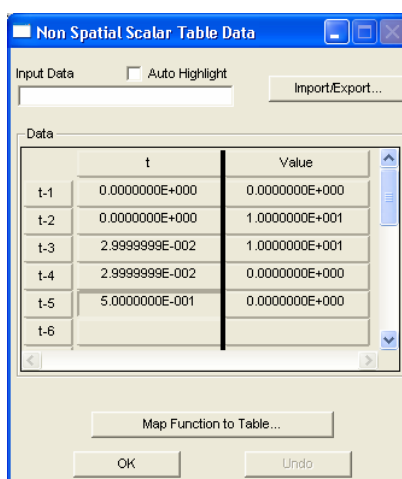 Non Spatial Scalar Table Data
Input Data Auto Highlight
Import/Export...
Data
t Value
t-1 0.0000000E+000 0.0000000E+000
t-2 0.0000000E+000 1.0000000E+001
t-3 2.9999999E-002 1.0000000E+001
t-4 2.9999999E-002 0.0000000E+000
t-5 5.0000000E-001 0.0000000E+000
t-6
Map Function to Table...
OK Undo